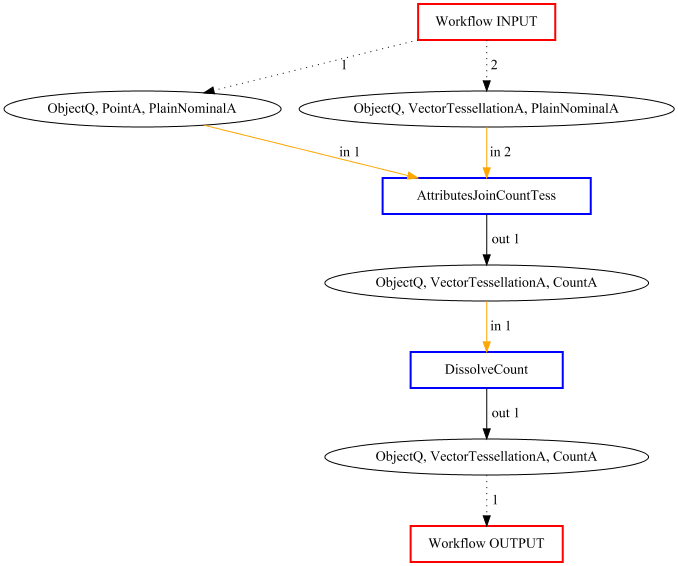 Workflow INPUT
1
2
ObjectQ, PointA, PlainNominalA
ObjectQ, VectorTessellationA, PlainNominalA
in 1
in 2
AttributesJoinCountTess
out 1
ObjectQ, VectorTessellationA, CountA
in 1
DissolveCount
out 1
ObjectQ, VectorTessellationA, CountA
1
Workflow OUTPUT